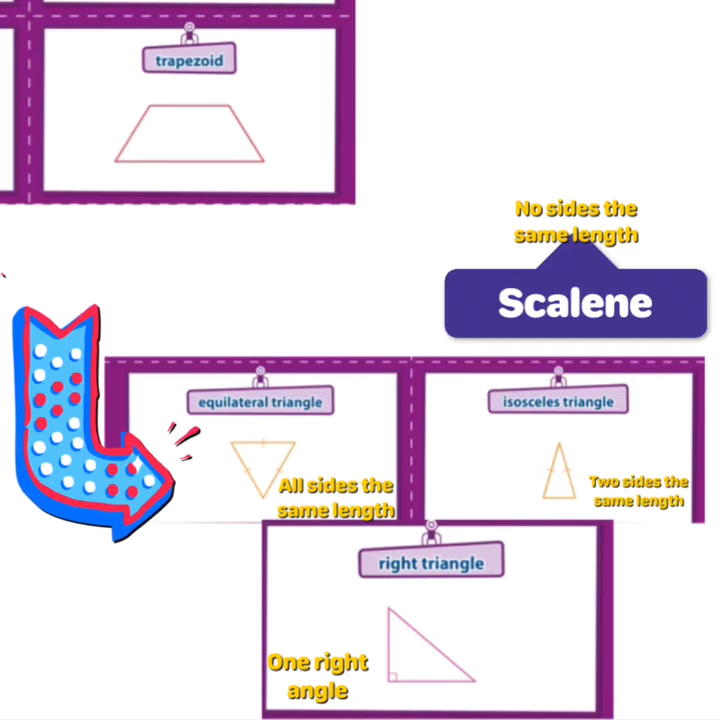 trapezoid
No sides the
same length
Scalene
equilateral triangle
isosceles triangle
All sides the
same length
Two sides the
same length
right triangle
One right
angle